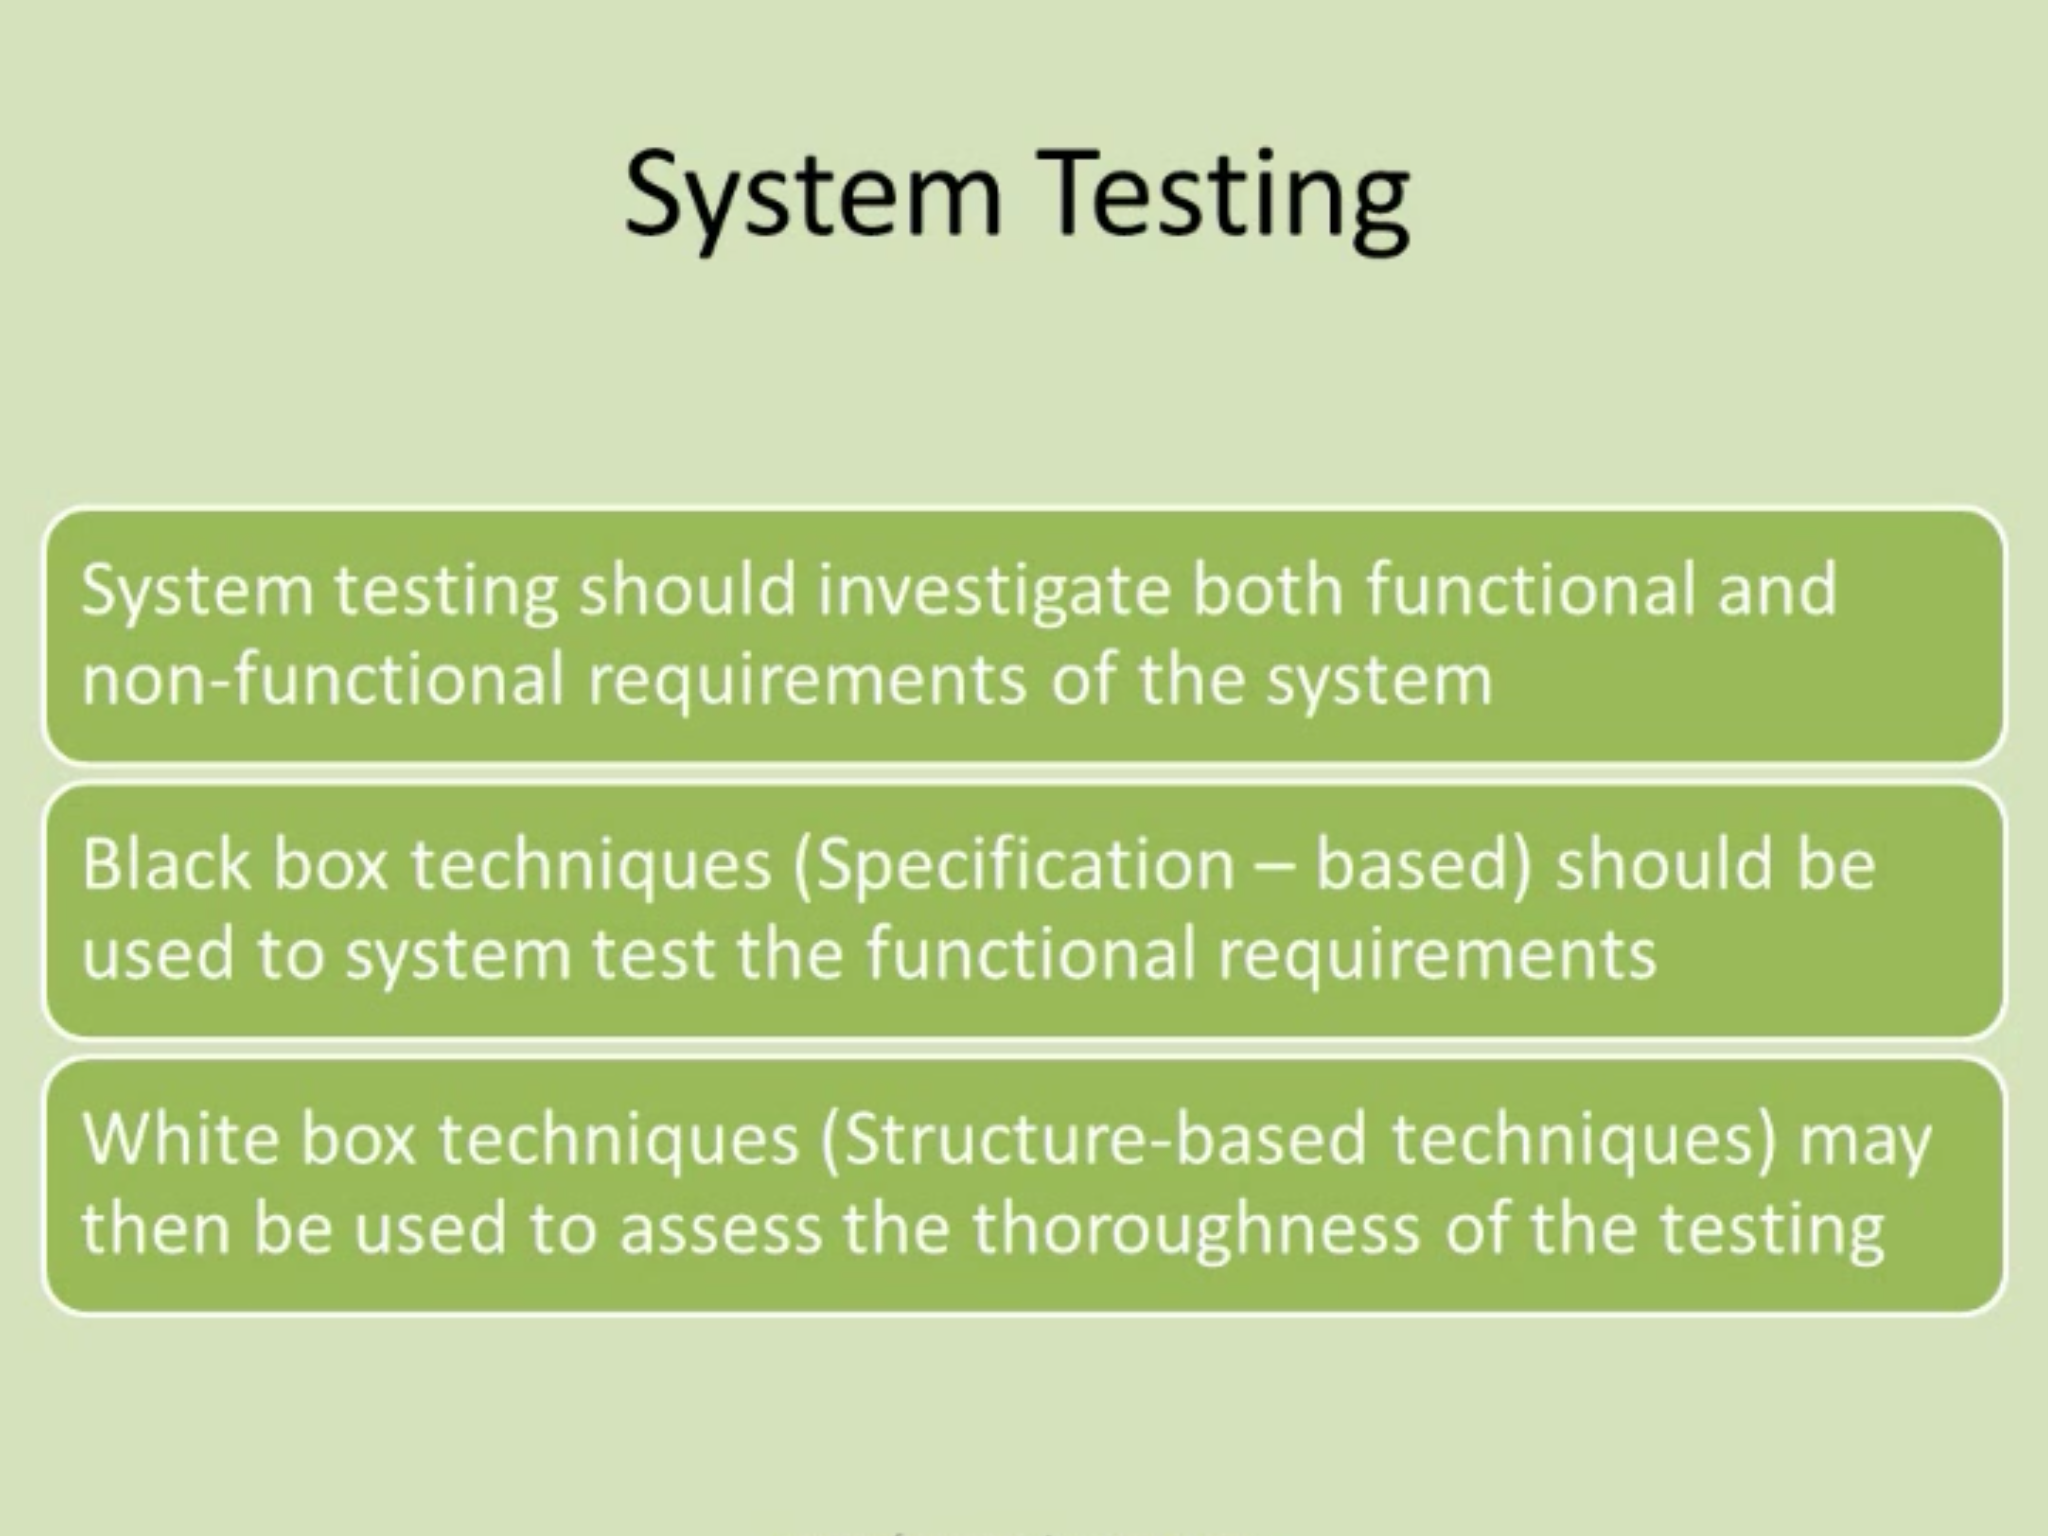 System Testing
System testing should investigate both functional and
non-functional requirements of the system
Black box techniques (Specification – based) should be
used to system test the functional requirements
White box techniques (Structure-based techniques) may
then be used to assess the thoroughness of the testing